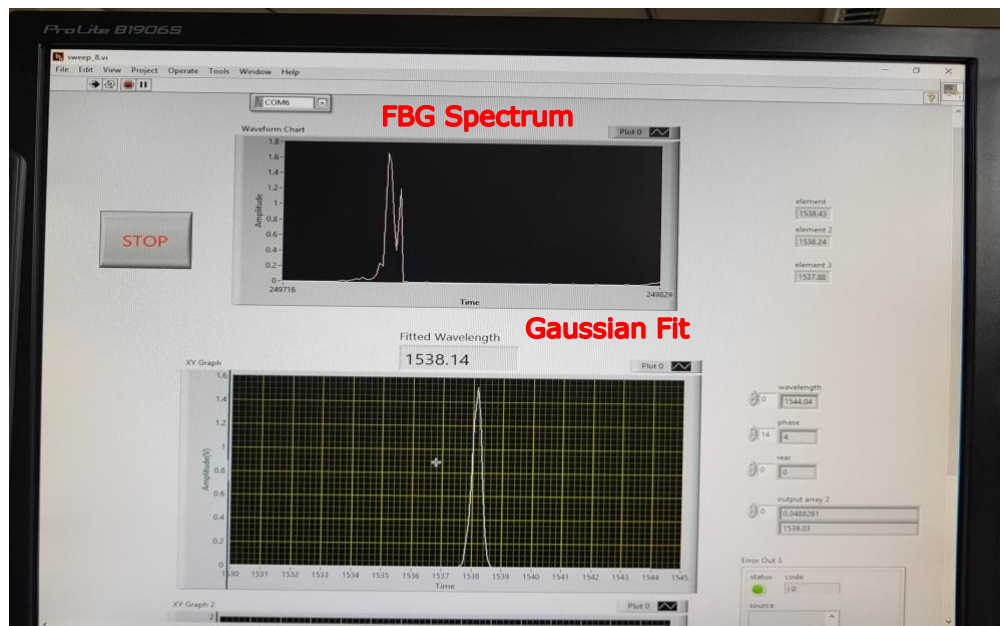 ProLite B1906S
sweep_8.vi
File Edit View Project Operate Tools Window Help
COM6
FBG Spectrum
Waveform Chart
Plot 0
1.8
1.6
1.4
1.2
1
0.8
0.6
0.4
0.2
0
Amplitude
249716
249829
Time
STOP
element
1538.43
element 2
1538.24
element 3
1537.88
Gaussian Fit
Fitted Wavelength
1538.14
XY Graph
Plot 0
1.6
1.4
1.2
1
0.8
0.6
0.4
0.2
0
Amplitude(V)
1530 1531 1532 1533 1534 1535 1536 1537 1538 1539 1540 1541 1542 1543 1544 1545
Time
wavelength
0 1544.04
phase
14 4
rear
0 0
output array 2
0 0.0488281
1539.03
Error Out 3
status code
0
source
XY Graph 2
Plot 0
2